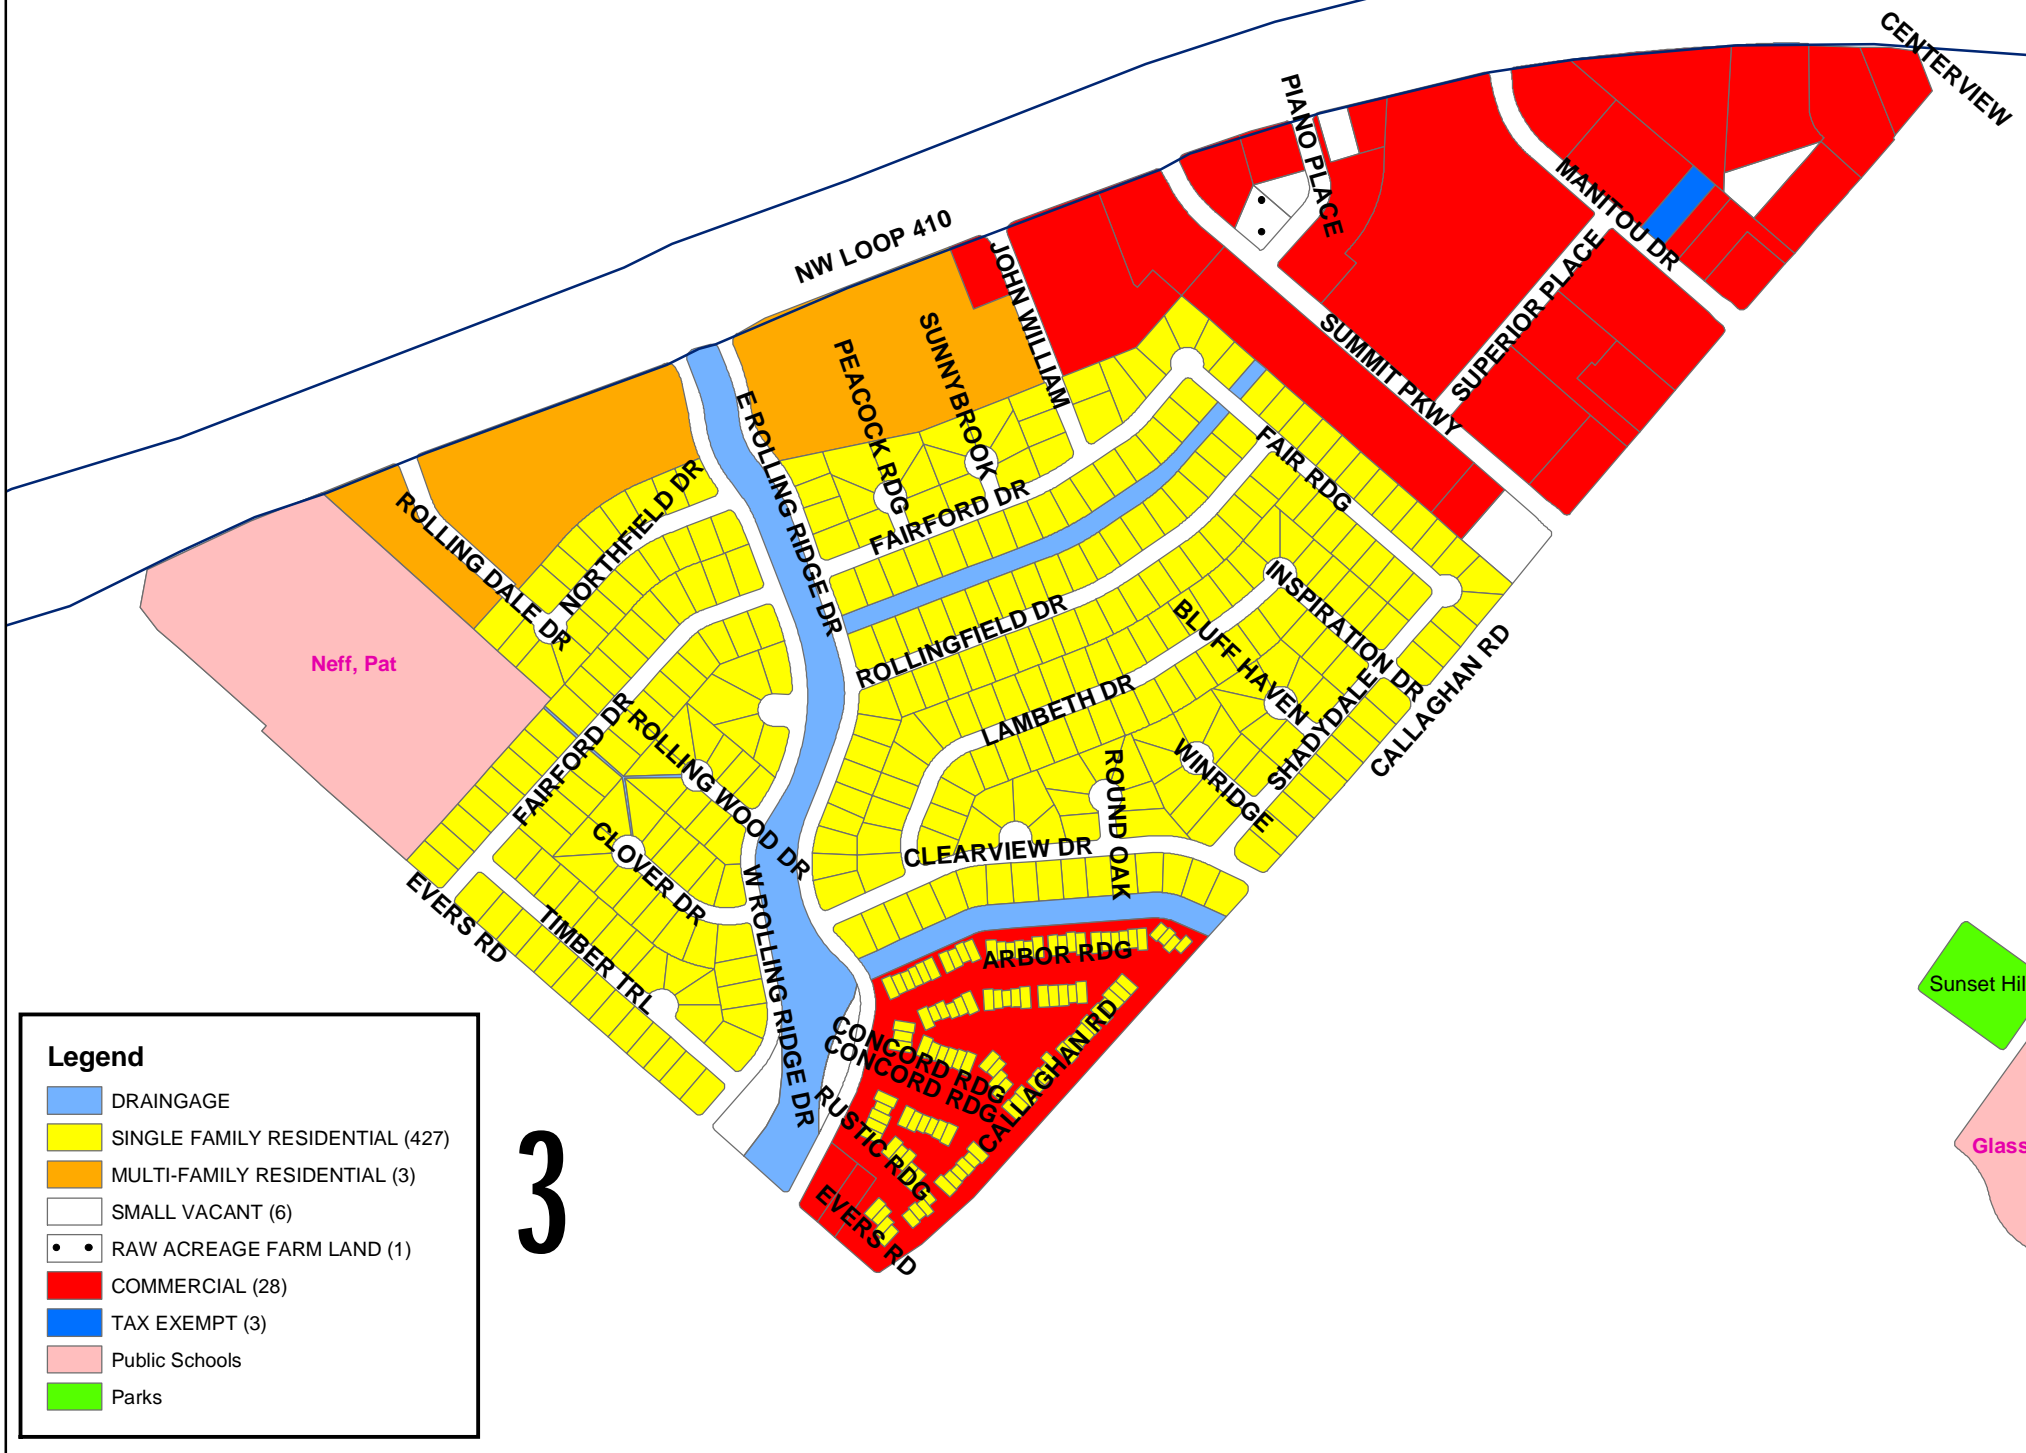 CENTERVIEW
PIANO PLACE
MANITOU DR
NW LOOP 410
JOHN WILLIAM
SUPERIOR PLACE
SUMMIT PKWY
SUNNYBROOK
PEACOCK RDG
E ROLLING RIDGE DR
FAIR RDG
FAIRFORD DR
NORTHFIELD DR
ROLLING DALE DR
INSPIRATION DR
ROLLINGFIELD DR
BLUFF HAVEN
CALLAGHAN RD
Neff, Pat
LAMBETH DR
SHADYDALE
FAIRFORD DR
ROLLING WOOD DR
WINRIDGE
ROUND OAK
CLOVER DR
CLEARVIEW DR
EVERS RD
TIMBER TRL
W ROLLING RIDGE DR
ARBOR RDG
CONCORD RDG
CONCORD RDG
CALLAGHAN RD
RUSTIC RDG
EVERS RD
Sunset Hil
Glass
3
Legend
DRAINGAGE
SINGLE FAMILY RESIDENTIAL (427)
MULTI-FAMILY RESIDENTIAL (3)
SMALL VACANT (6)
RAW ACREAGE FARM LAND (1)
COMMERCIAL (28)
TAX EXEMPT (3)
Public Schools
Parks